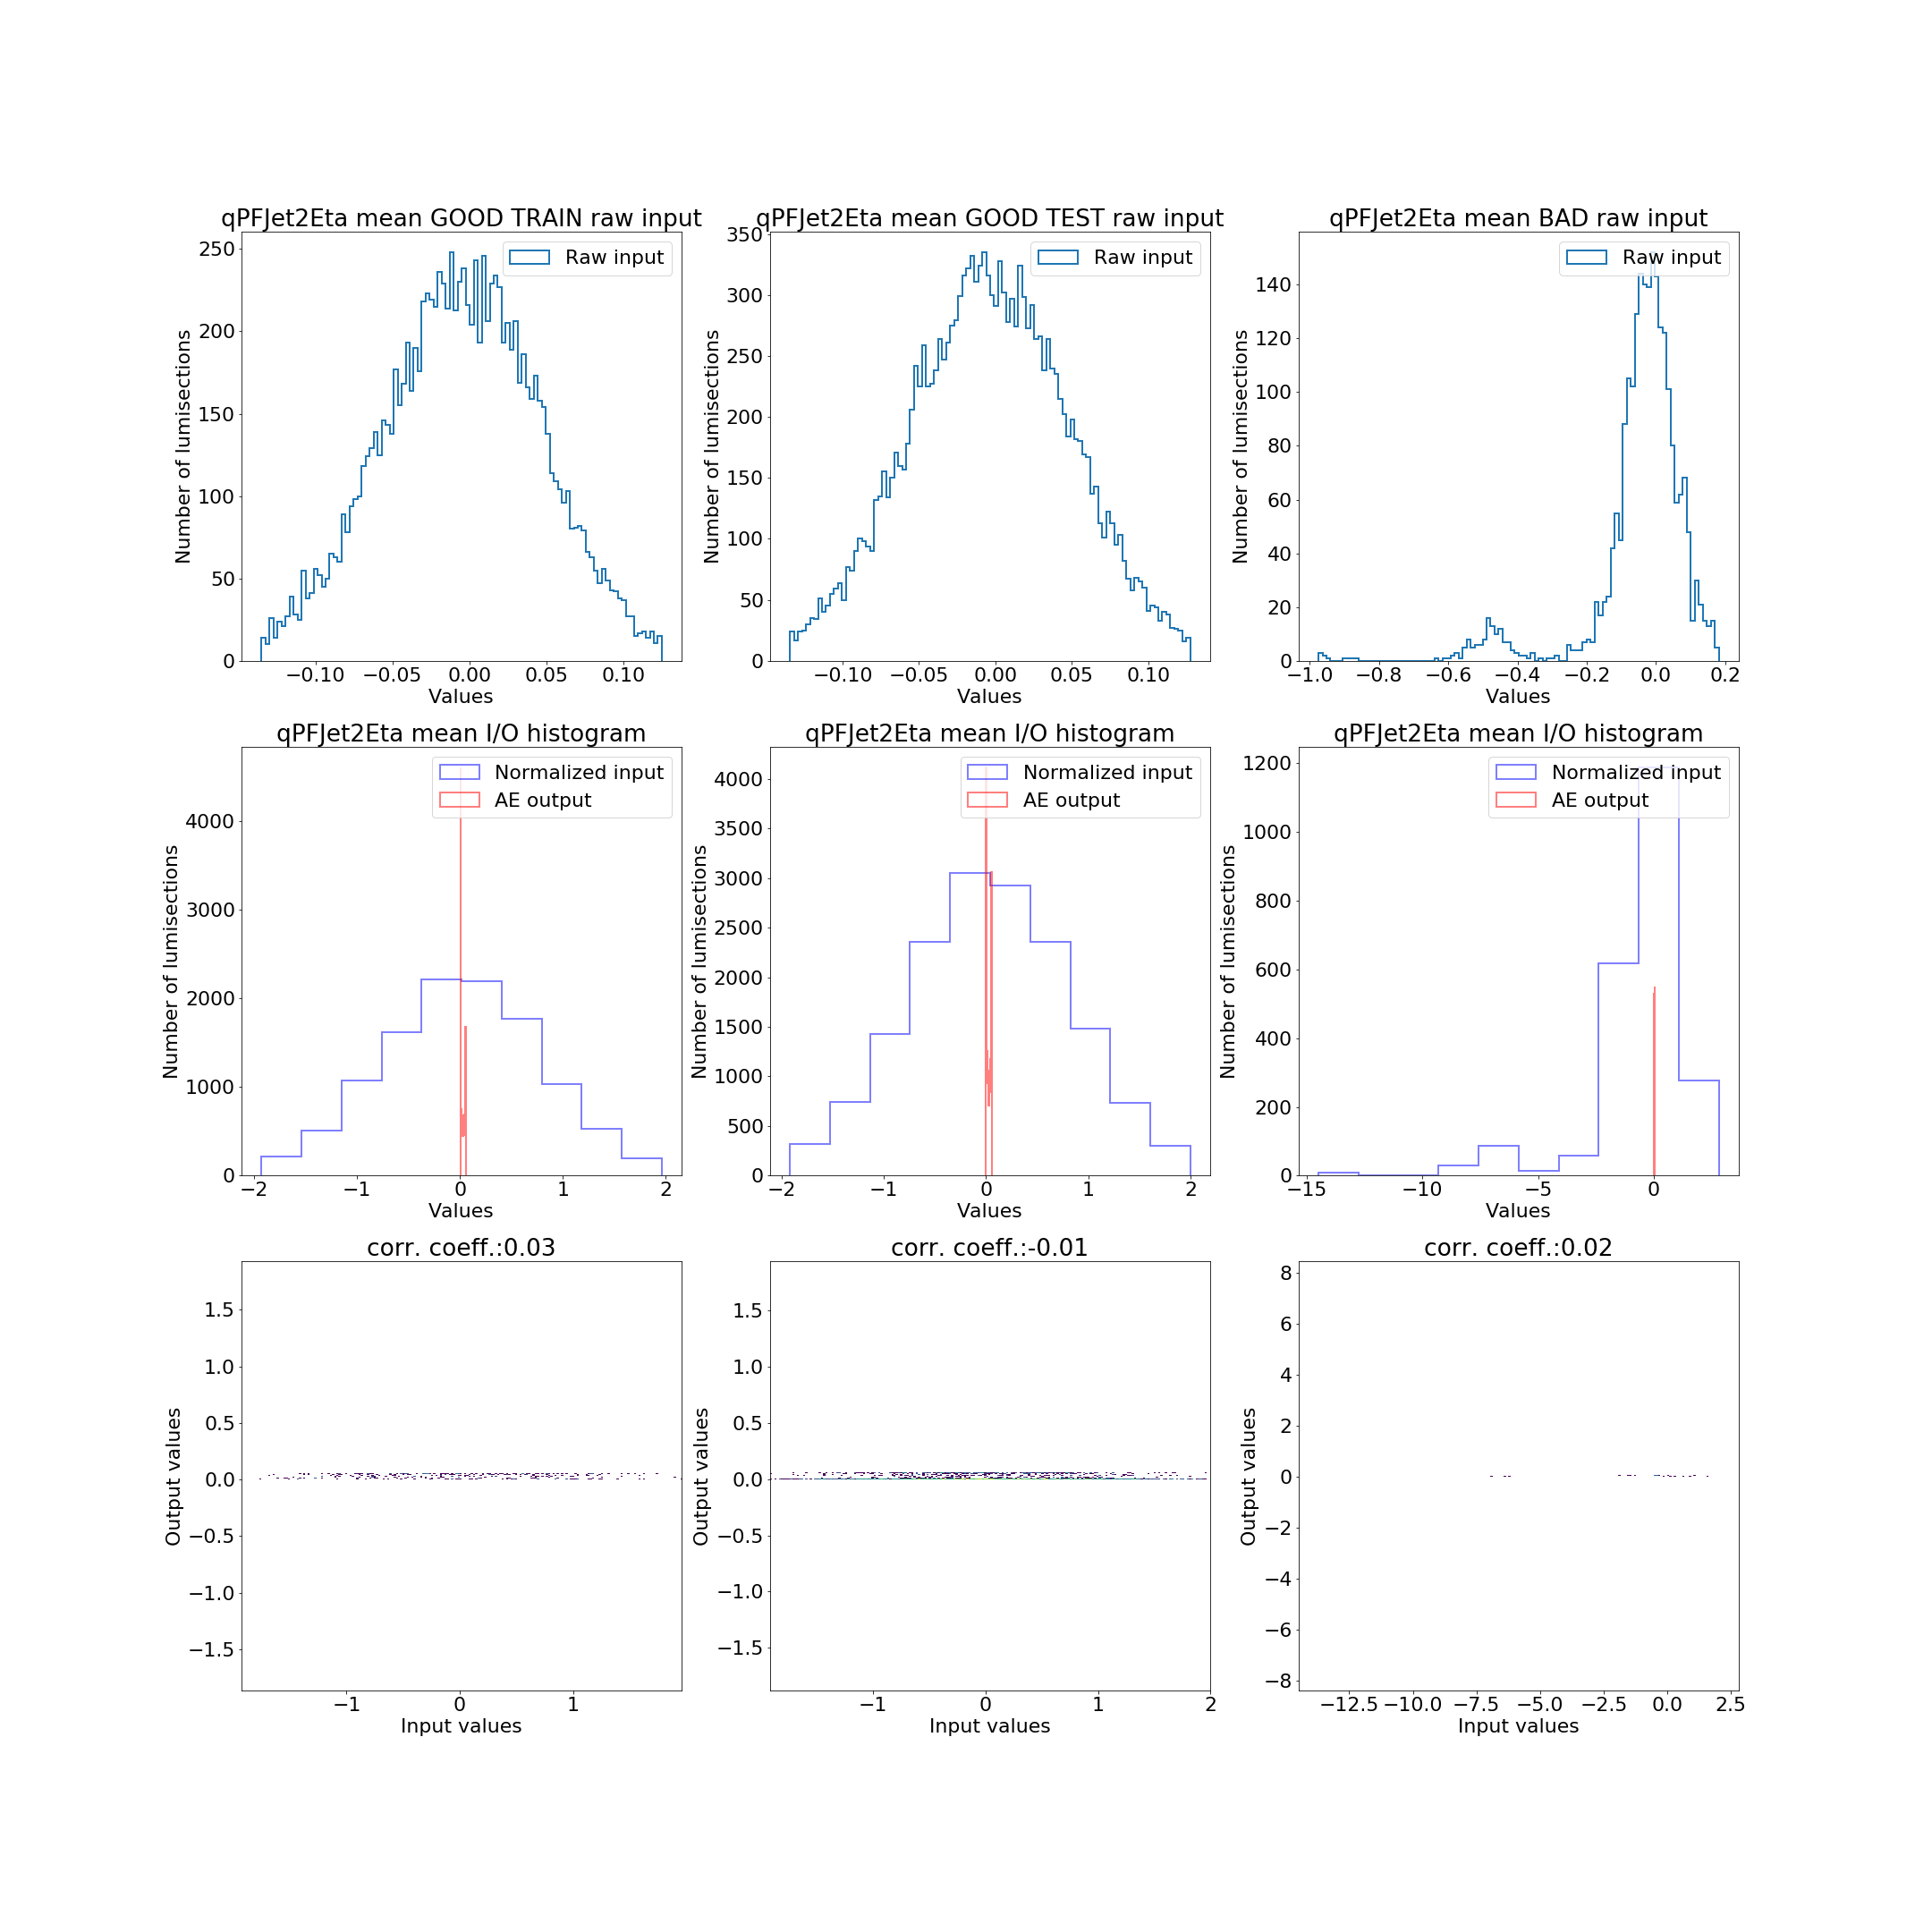 qPFJet2Eta mean GOOD TRAIN raw input
Raw input
Number of lumisections
250
200
150
100
50
0
−0.10 −0.05 0.00 0.05 0.10
Values
qPFJet2Eta mean GOOD TEST raw input
Raw input
Number of lumisections
350
300
250
200
150
100
50
0
−0.10 −0.05 0.00 0.05 0.10
Values
qPFJet2Eta mean BAD raw input
Raw input
Number of lumisections
140
120
100
80
60
40
20
0
−1.0 −0.8 −0.6 −0.4 −0.2 0.0 0.2
Values
qPFJet2Eta mean I/O histogram
Normalized input
AE output
Number of lumisections
4000
3000
2000
1000
0
−2 −1 0 1 2
Values
qPFJet2Eta mean I/O histogram
Normalized input
AE output
Number of lumisections
4000
3500
3000
2500
2000
1500
1000
500
0
−2 −1 0 1 2
Values
qPFJet2Eta mean I/O histogram
Normalized input
AE output
Number of lumisections
1200
1000
800
600
400
200
0
−15 −10 −5 0
Values
corr. coeff.:0.03
Output values
1.5
1.0
0.5
0.0
−0.5
−1.0
−1.5
−1 0 1
Input values
corr. coeff.:-0.01
Output values
1.5
1.0
0.5
0.0
−0.5
−1.0
−1.5
−1 0 1 2
Input values
corr. coeff.:0.02
Output values
8
6
4
2
0
−2
−4
−6
−8
−12.5 −10.0 −7.5 −5.0 −2.5 0.0 2.5
Input values